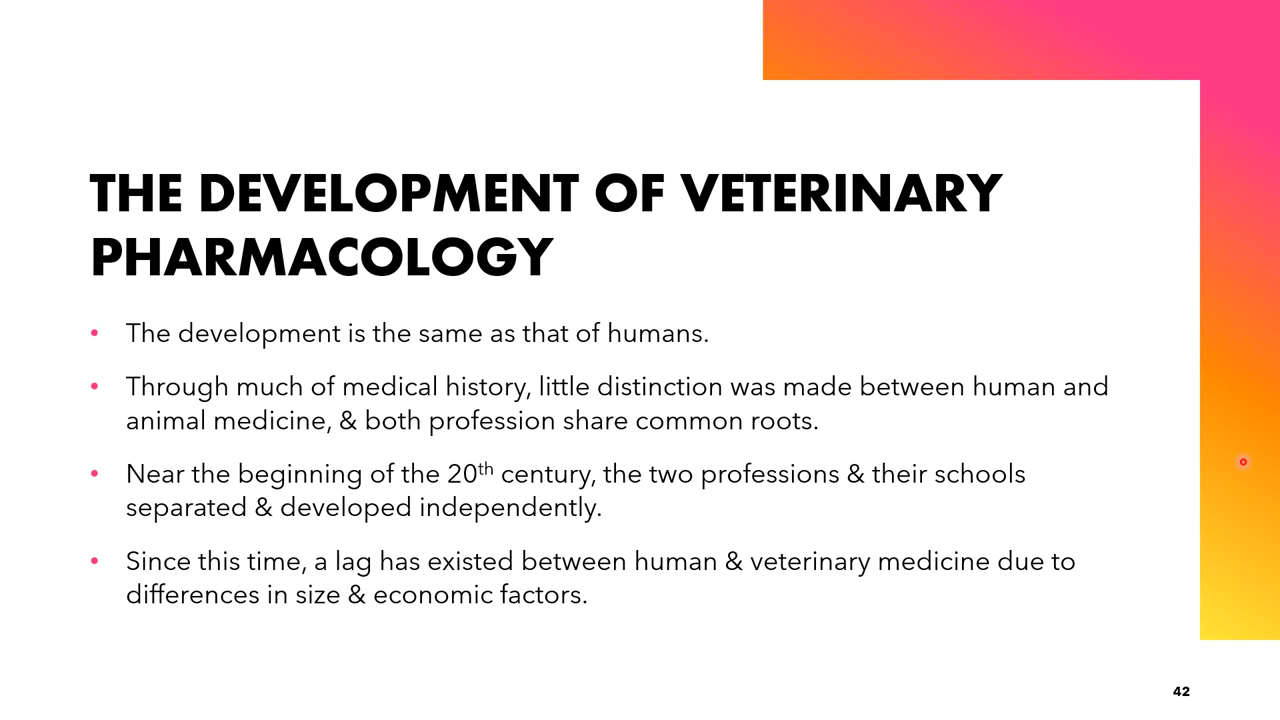 THE DEVELOPMENT OF VETERINARY
PHARMACOLOGY
• The development is the same as that of humans.
• Through much of medical history, little distinction was made between human and
animal medicine, & both profession share common roots.
• Near the beginning of the 20th century, the two professions & their schools
separated & developed independently.
• Since this time, a lag has existed between human & veterinary medicine due to
differences in size & economic factors.
42